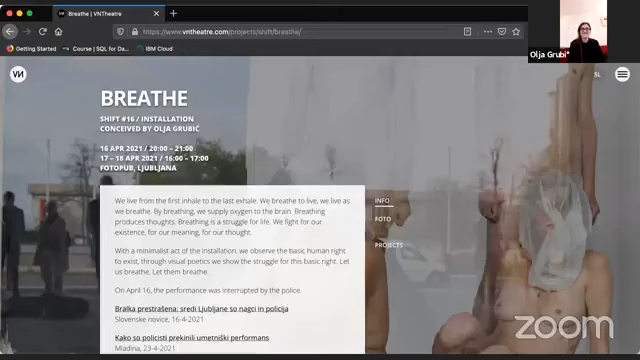 Breathe | VNTheatre
https://www.vntheatre.com/projects/shift/breathe/
Getting Started
Course | SQL for Da...
IBM Cloud
Olja Grubi
SL
BREATHE
SHIFT #16 / INSTALLATION
CONCEIVED BY OLJA GRUBIĆ
16 APR 2021 / 20:00 – 21:00
17 – 18 APR 2021 / 16:00 – 17:00
FOTOPUB, LJUBLJANA
We live from the first inhale to the last exhale. We breathe to live, we live as
we breathe. By breathing, we supply oxygen to the brain. Breathing
produces thoughts. Breathing is a struggle for life. We fight for our
existence, for our meaning, for our thought.
With a minimalist act of the installation, we observe the basic human right
to exist, through visual poetics we show the struggle for this basic right. Let
us breathe. Let them breathe.
On April 16, the performance was interrupted by the police.
Bralka prestrašena: sredi Ljubljane so nagci in policija
Slovenske novice, 16-4-2021
Kako so policisti prekinili umetniški performans
Mladina, 23-4-2021
INFO
FOTO
PROJECTS
zoom